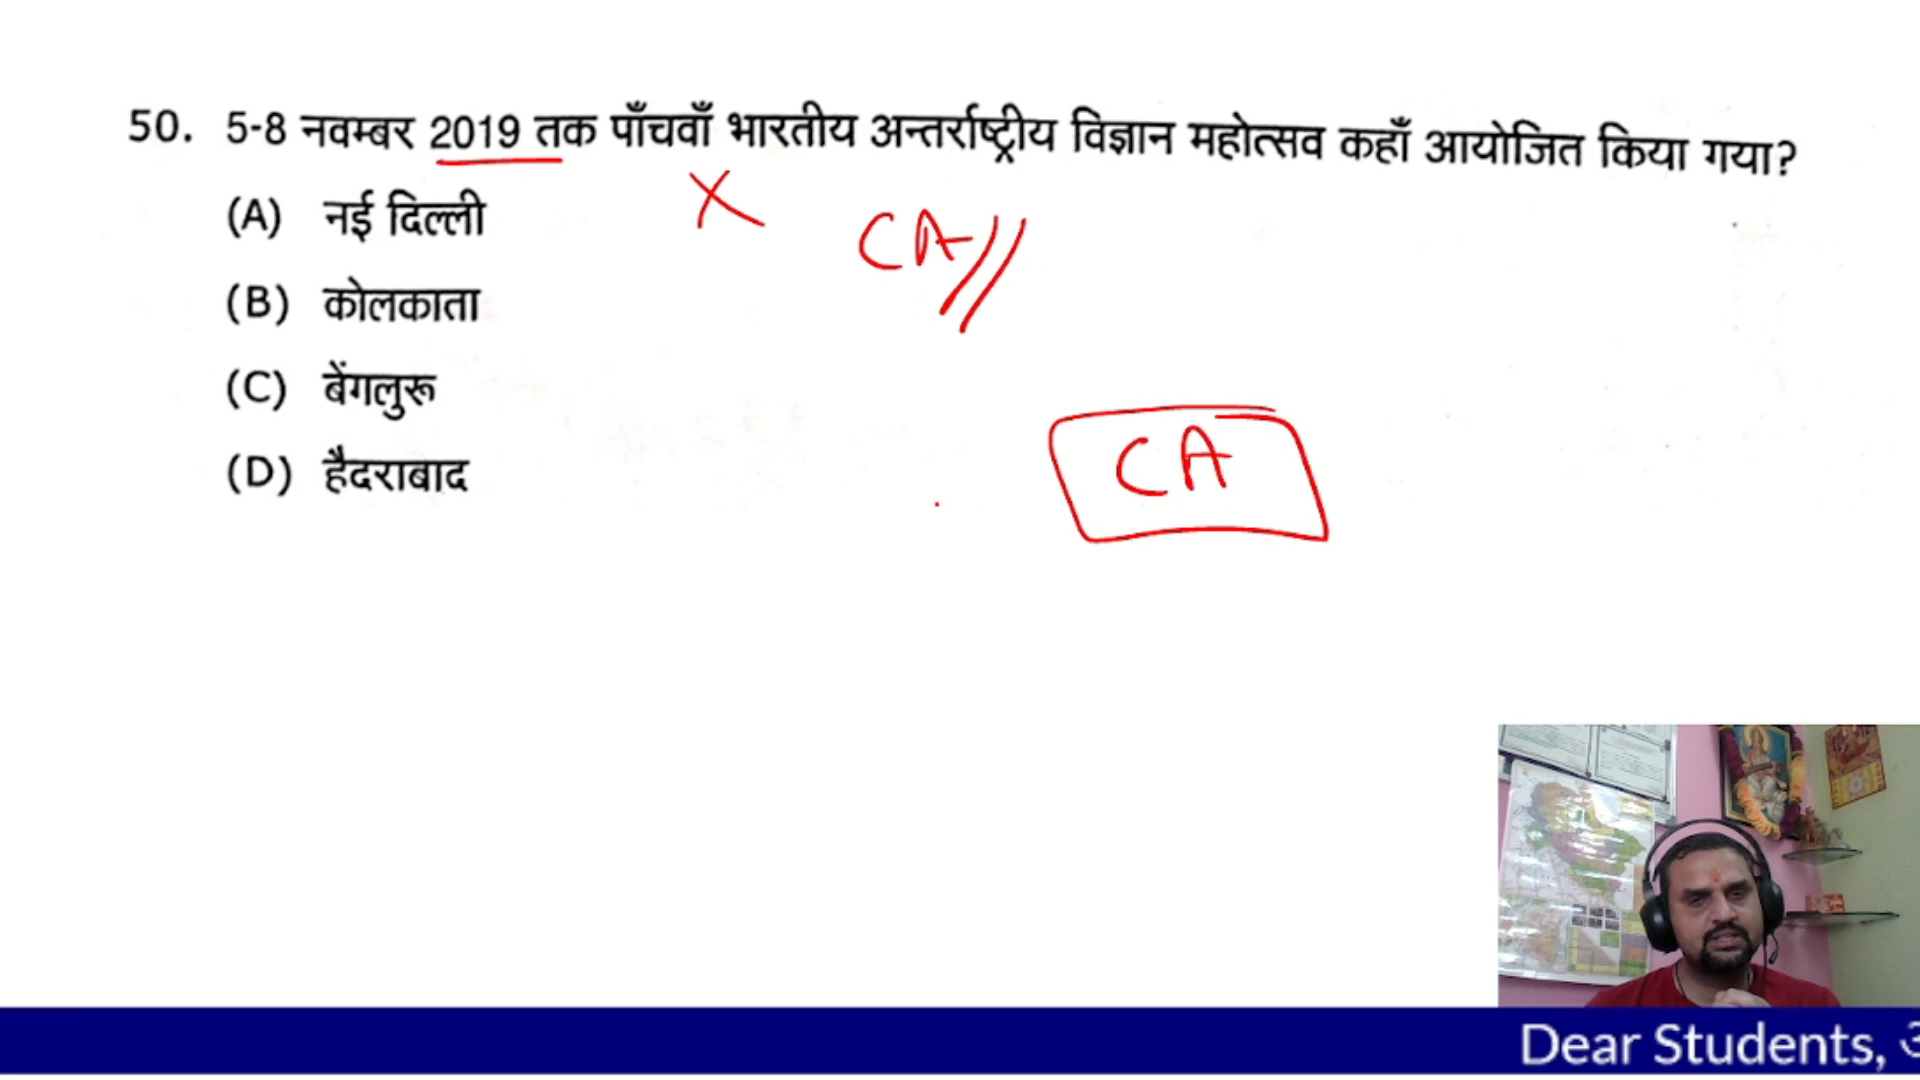 50. 5-8 नवम्बर 2019 तक पाँचवाँ भारतीय अन्तर्राष्ट्रीय विज्ञान महोत्सव कहाँ आयोजित किया गया?
(A) नई दिल्ली
CA
(B) कोलकाता
(C) बेंगलुरू
CA
(D) हैदराबाद
Dear Students,